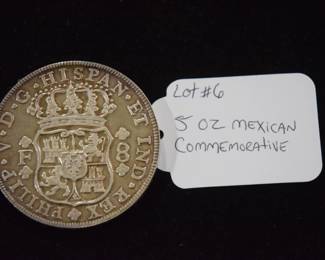 PHILIP·V·D·G·HISPAN·ET IND·REX
F 8
Lot #6
5 OZ MEXICAN
COMMEMORATIVE